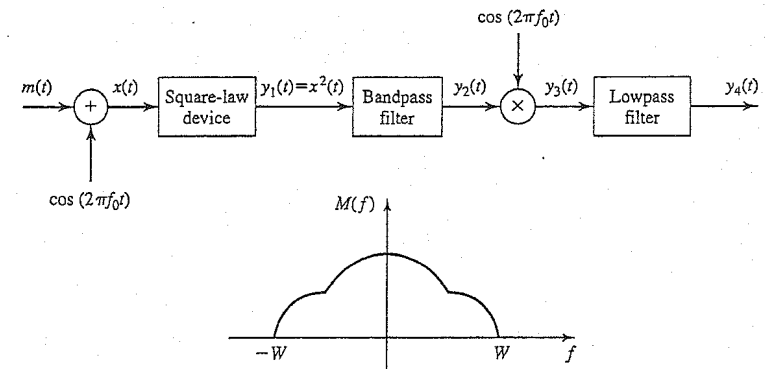 cos (2πf₀t)
m(t)
x(t)
y₁(t)=x²(t)
y₂(t)
y₃(t)
y₄(t)
+
Square-law
device
Bandpass
filter
×
Lowpass
filter
cos (2πf₀t)
M(f)
−W
W
f